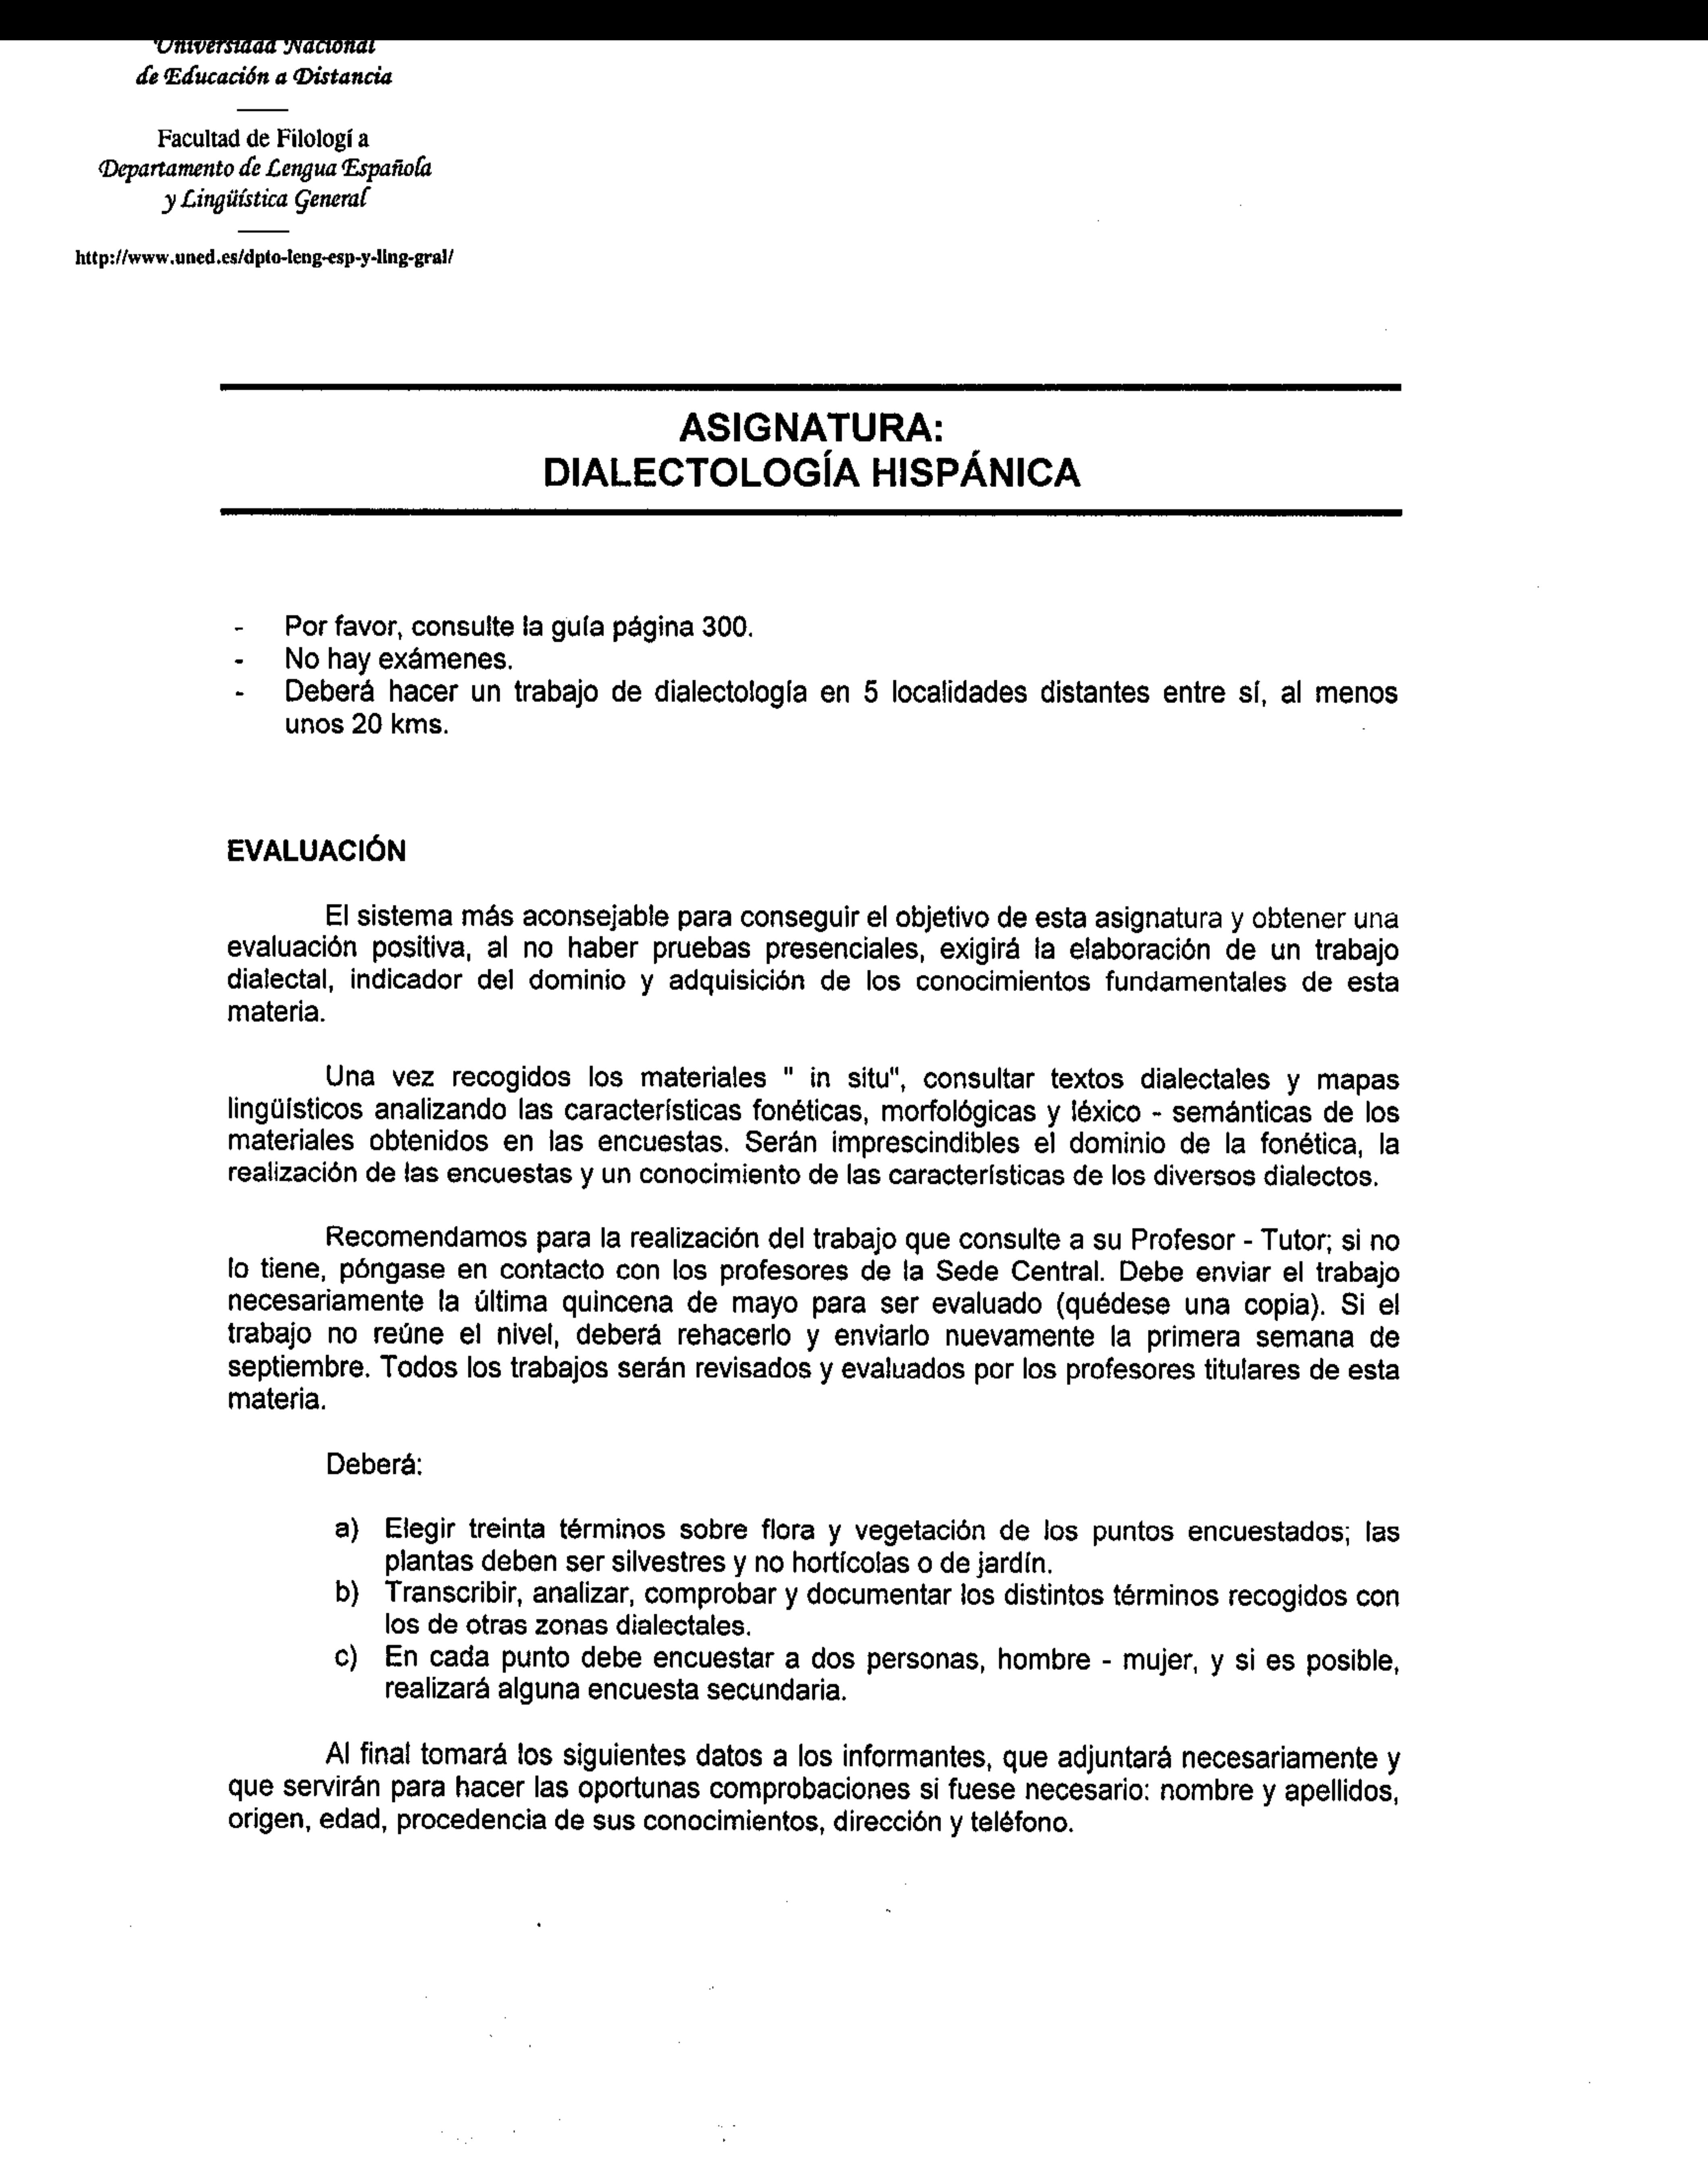 Universidad Nacional
de Educación a Distancia
Facultad de Filologí a
Departamento de Lengua Española
y Lingüística General
http://www.uned.es/dpto-leng-esp-y-ling-gral/
ASIGNATURA:
DIALECTOLOGÍA HISPÁNICA
- Por favor, consulte la guía página 300.
- No hay exámenes.
- Deberá hacer un trabajo de dialectología en 5 localidades distantes entre sí, al menos
unos 20 kms.
EVALUACIÓN
El sistema más aconsejable para conseguir el objetivo de esta asignatura y obtener una
evaluación positiva, al no haber pruebas presenciales, exigirá la elaboración de un trabajo
dialectal, indicador del dominio y adquisición de los conocimientos fundamentales de esta
materia.
Una vez recogidos los materiales " in situ", consultar textos dialectales y mapas
lingüísticos analizando las características fonéticas, morfológicas y léxico - semánticas de los
materiales obtenidos en las encuestas. Serán imprescindibles el dominio de la fonética, la
realización de las encuestas y un conocimiento de las características de los diversos dialectos.
Recomendamos para la realización del trabajo que consulte a su Profesor - Tutor; si no
lo tiene, póngase en contacto con los profesores de la Sede Central. Debe enviar el trabajo
necesariamente la última quincena de mayo para ser evaluado (quédese una copia). Si el
trabajo no reúne el nivel, deberá rehacerlo y enviarlo nuevamente la primera semana de
septiembre. Todos los trabajos serán revisados y evaluados por los profesores titulares de esta
materia.
Deberá:
a) Elegir treinta términos sobre flora y vegetación de los puntos encuestados; las
plantas deben ser silvestres y no hortícolas o de jardín.
b) Transcribir, analizar, comprobar y documentar los distintos términos recogidos con
los de otras zonas dialectales.
c) En cada punto debe encuestar a dos personas, hombre - mujer, y si es posible,
realizará alguna encuesta secundaria.
Al final tomará los siguientes datos a los informantes, que adjuntará necesariamente y
que servirán para hacer las oportunas comprobaciones si fuese necesario: nombre y apellidos,
origen, edad, procedencia de sus conocimientos, dirección y teléfono.